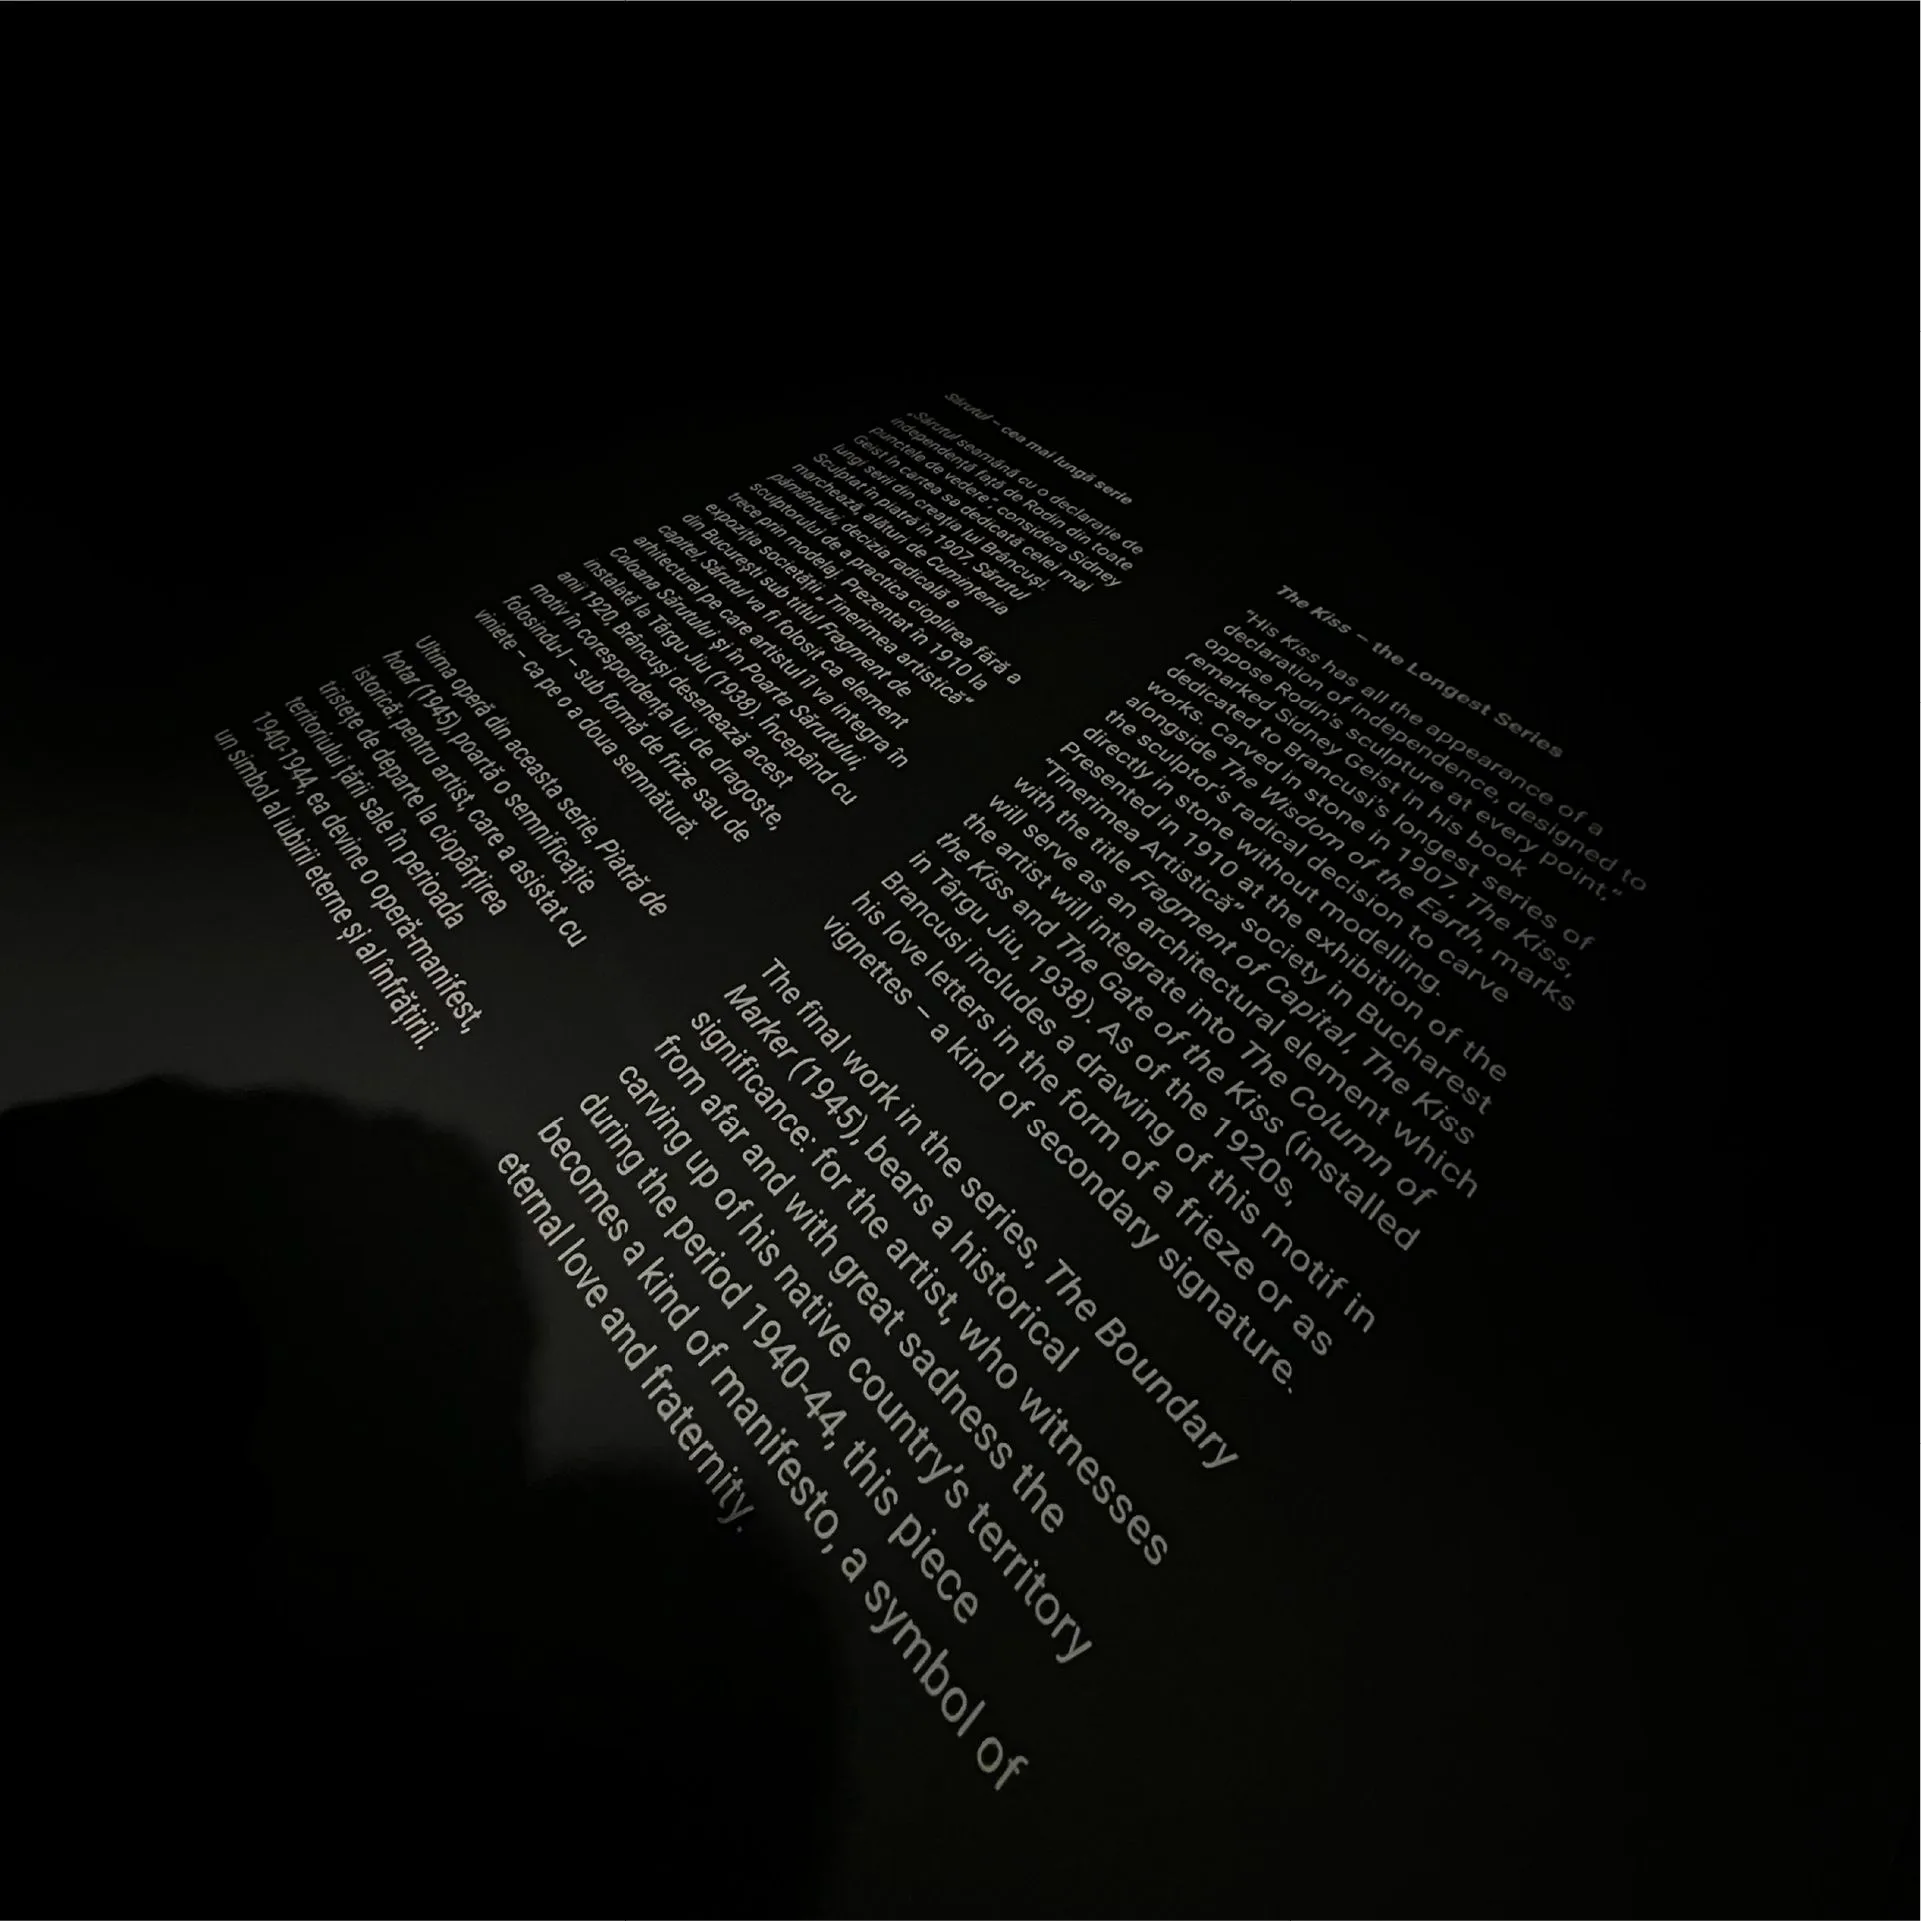 Sărutul – cea mai lungă serie
„Sărutul seamănă cu o declarație de
independență față de Rodin din toate
punctele de vedere”, considera Sidney
Geist în cartea sa dedicată celei mai
lungi serii din creația lui Brâncuși.
Sculptat în piatră în 1907, Sărutul
marchează, alături de Cumințenia
pământului, decizia radicală a
sculptorului de a practica cioplirea fără a
trece prin modelaj. Prezentat în 1910 la
expoziția societății „Tinerimea artistică”
din București sub titlul Fragment de
capitel, Sărutul va fi folosit ca element
arhitectural pe care artistul îl va integra în
Coloana Sărutului și în Poarta Sărutului,
instalată la Târgu Jiu (1938). Începând cu
anii 1920, Brâncuși desenează acest
motiv în corespondența lui de dragoste,
folosindu-l – sub formă de frize sau de
viniete – ca pe o a doua semnătură.
Ultima operă din aceasta serie, Piatră de
hotar (1945), poartă o semnificație
istorică: pentru artist, care a asistat cu
tristețe de departe la ciopârțirea
teritoriului țării sale în perioada
1940-1944, ea devine o operă-manifest,
un simbol al iubirii eterne și al înfrățirii.
The Kiss – the Longest Series
"His Kiss has all the appearance of a
declaration of independence, designed to
oppose Rodin's sculpture at every point,"
remarked Sidney Geist in his book
dedicated to Brancusi's longest series of
works. Carved in stone in 1907, The Kiss,
alongside The Wisdom of the Earth, marks
the sculptor's radical decision to carve
directly in stone without modelling.
Presented in 1910 at the exhibition of the
"Tinerimea Artistică" society in Bucharest
with the title Fragment of Capital, The Kiss
will serve as an architectural element which
the artist will integrate into The Column of
the Kiss and The Gate of the Kiss (installed
in Târgu Jiu, 1938). As of the 1920s,
Brancusi includes a drawing of this motif in
his love letters in the form of a frieze or as
vignettes – a kind of secondary signature.
The final work in the series, The Boundary
Marker (1945), bears a historical
significance: for the artist, who witnesses
from afar and with great sadness the
carving up of his native country's territory
during the period 1940-44, this piece
becomes a kind of manifesto, a symbol of
eternal love and fraternity.